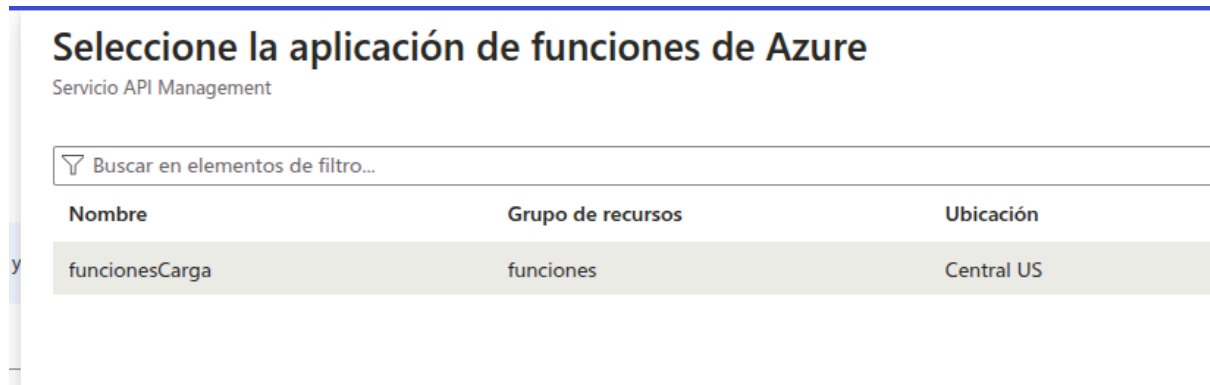 Seleccione la aplicación de funciones de Azure
Servicio API Management
Buscar en elementos de filtro...
Nombre Grupo de recursos Ubicación
y
funcionesCarga funciones Central US